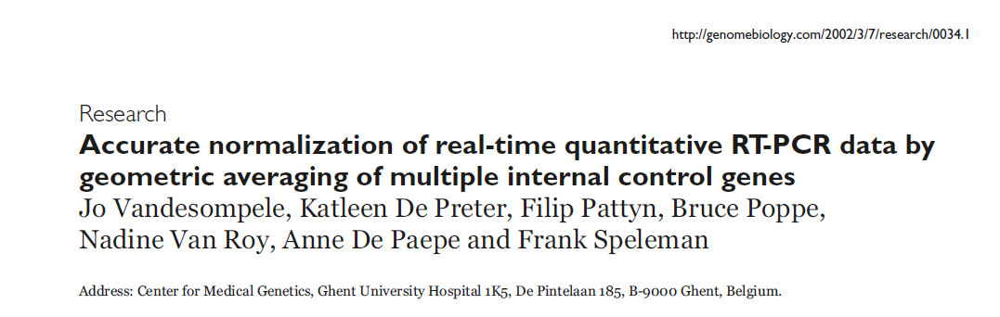 http://genomebiology.com/2002/3/7/research/0034.1
Research
Accurate normalization of real-time quantitative RT-PCR data by
geometric averaging of multiple internal control genes
Jo Vandesompele, Katleen De Preter, Filip Pattyn, Bruce Poppe,
Nadine Van Roy, Anne De Paepe and Frank Speleman
Address: Center for Medical Genetics, Ghent University Hospital 1K5, De Pintelaan 185, B-9000 Ghent, Belgium.